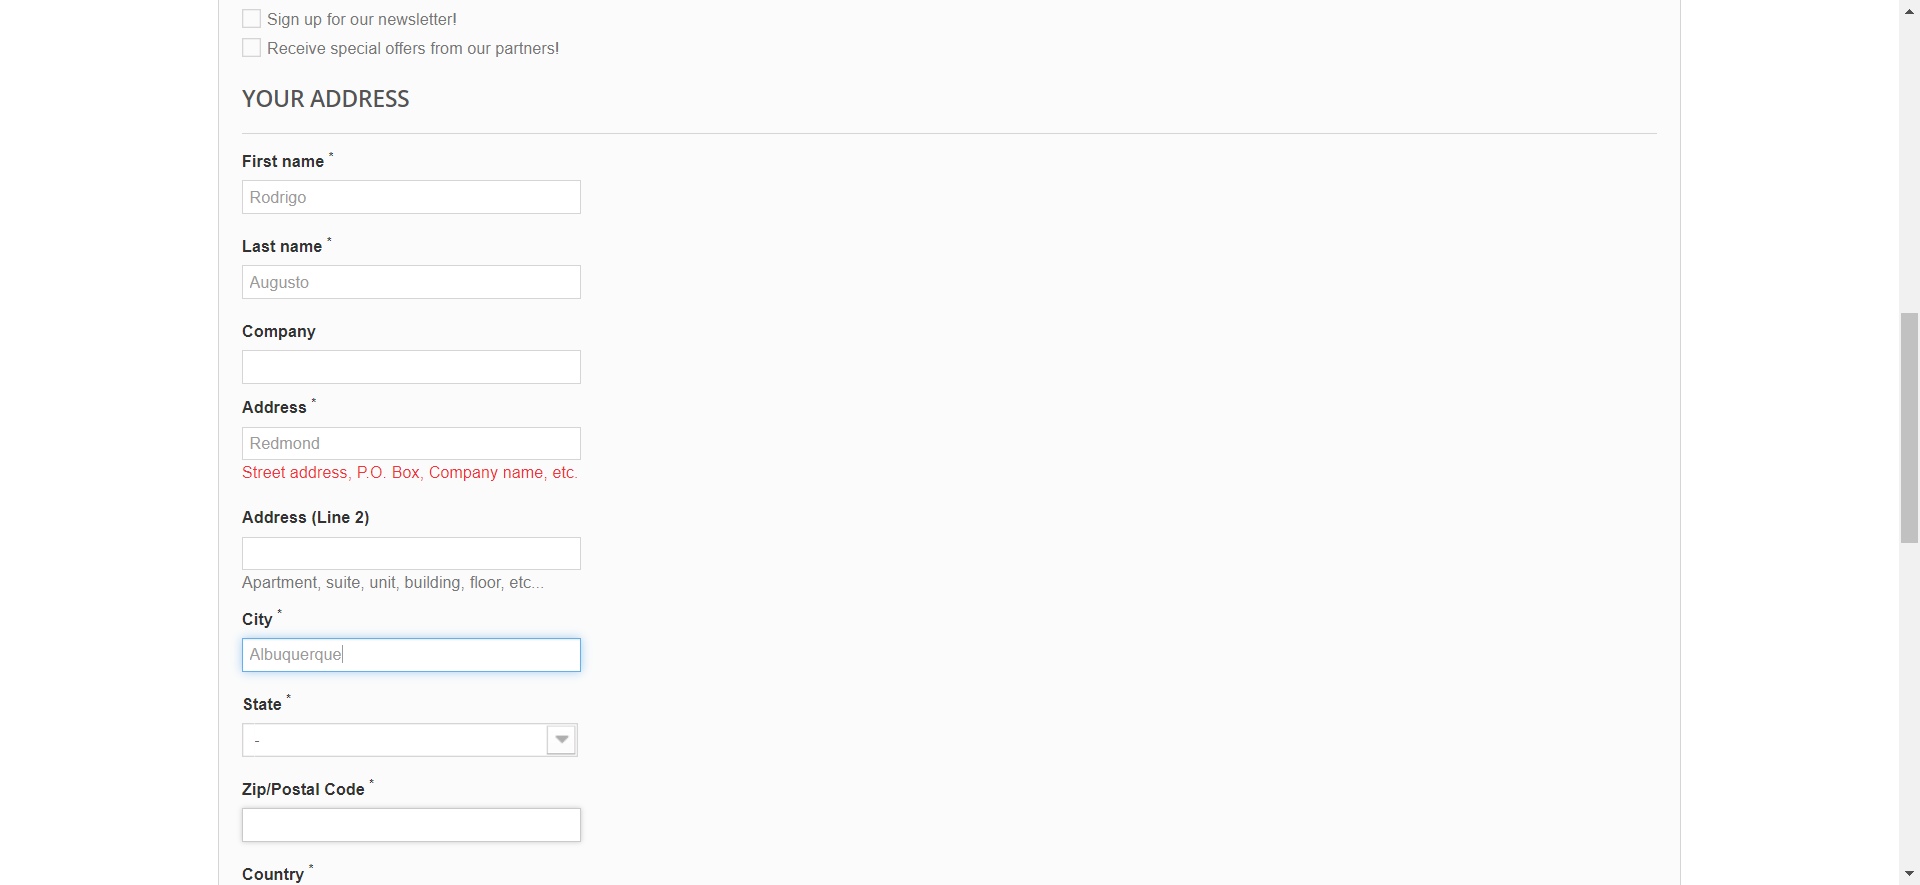 Sign up for our newsletter!
Receive special offers from our partners!
YOUR ADDRESS
First name *
Rodrigo
Last name *
Augusto
Company
Address *
Redmond
Street address, P.O. Box, Company name, etc.
Address (Line 2)
Apartment, suite, unit, building, floor, etc...
City *
Albuquerque
State *
-
Zip/Postal Code *
Country *